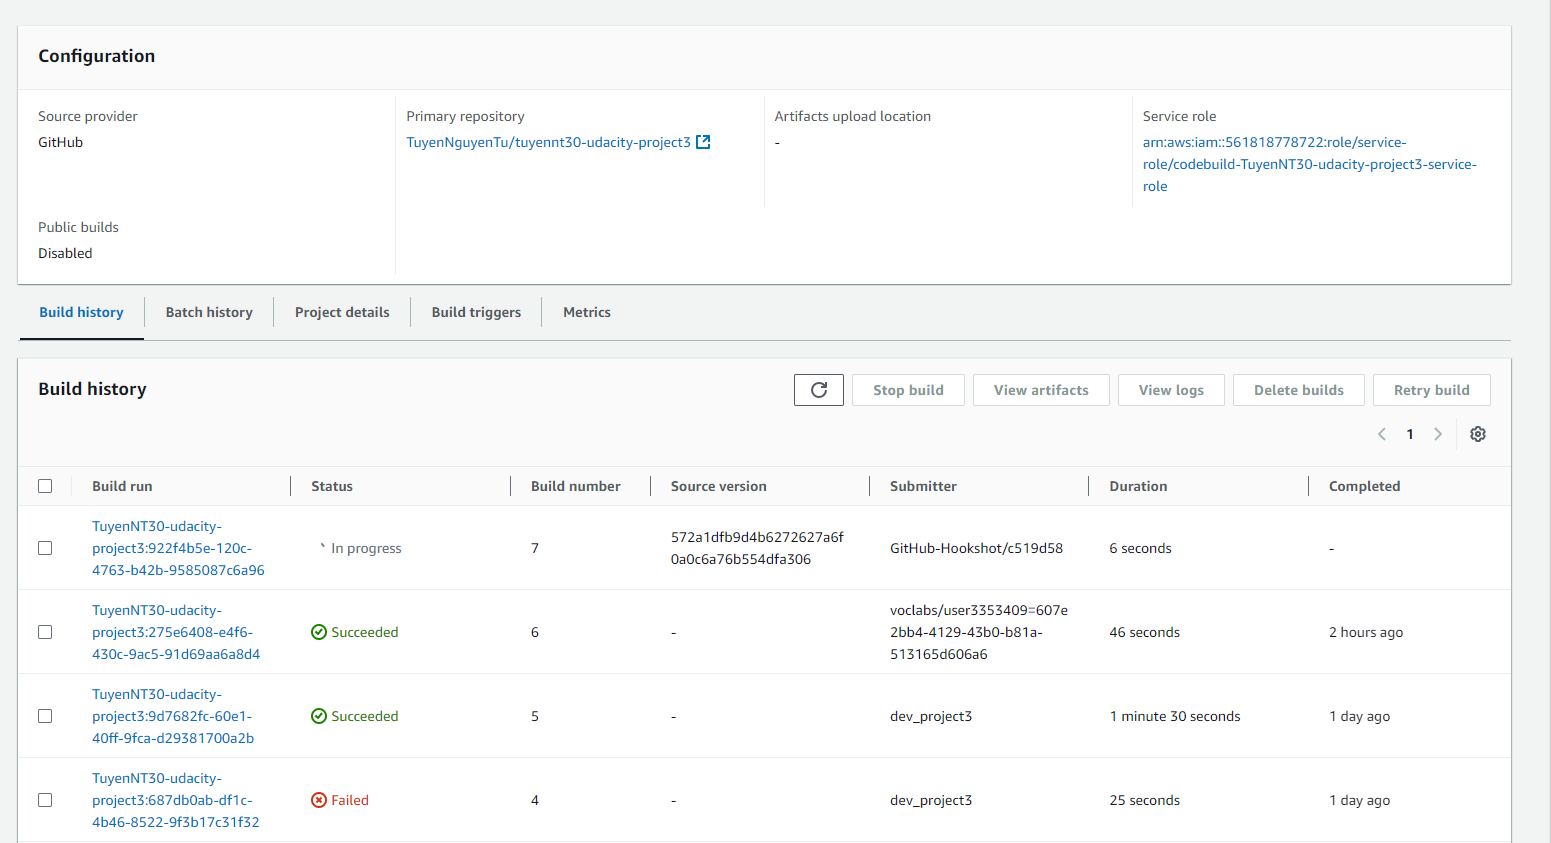 Configuration
Source provider
GitHub
Primary repository
TuyenNguyenTu/tuyennt30-udacity-project3
Artifacts upload location
-
Service role
arn:aws:iam::561818778722:role/service-
role/codebuild-TuyenNT30-udacity-project3-service-
role
Public builds
Disabled
Build history
Batch history
Project details
Build triggers
Metrics
Build history
Stop build
View artifacts
View logs
Delete builds
Retry build
1
Build run
Status
Build number
Source version
Submitter
Duration
Completed
TuyenNT30-udacity-
project3:922f4b5e-120c-
4763-b42b-9585087c6a96
In progress
7
572a1dfb9d4b6272627a6f
0a0c6a76b554dfa306
GitHub-Hookshot/c519d58
6 seconds
-
TuyenNT30-udacity-
project3:275e6408-e4f6-
430c-9ac5-91d69aa6a8d4
Succeeded
6
-
voclabs/user3353409=607e
2bb4-4129-43b0-b81a-
513165d606a6
46 seconds
2 hours ago
TuyenNT30-udacity-
project3:9d7682fc-60e1-
40ff-9fca-d29381700a2b
Succeeded
5
-
dev_project3
1 minute 30 seconds
1 day ago
TuyenNT30-udacity-
project3:687db0ab-df1c-
4b46-8522-9f3b17c31f32
Failed
4
-
dev_project3
25 seconds
1 day ago